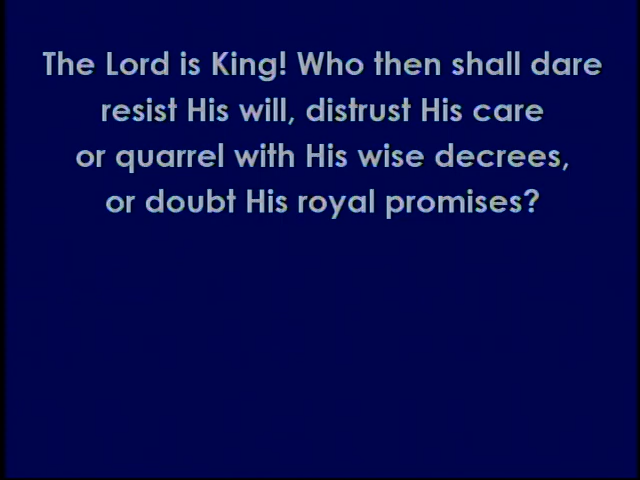 The Lord is King! Who then shall dare
resist His will, distrust His care
or quarrel with His wise decrees,
or doubt His royal promises?